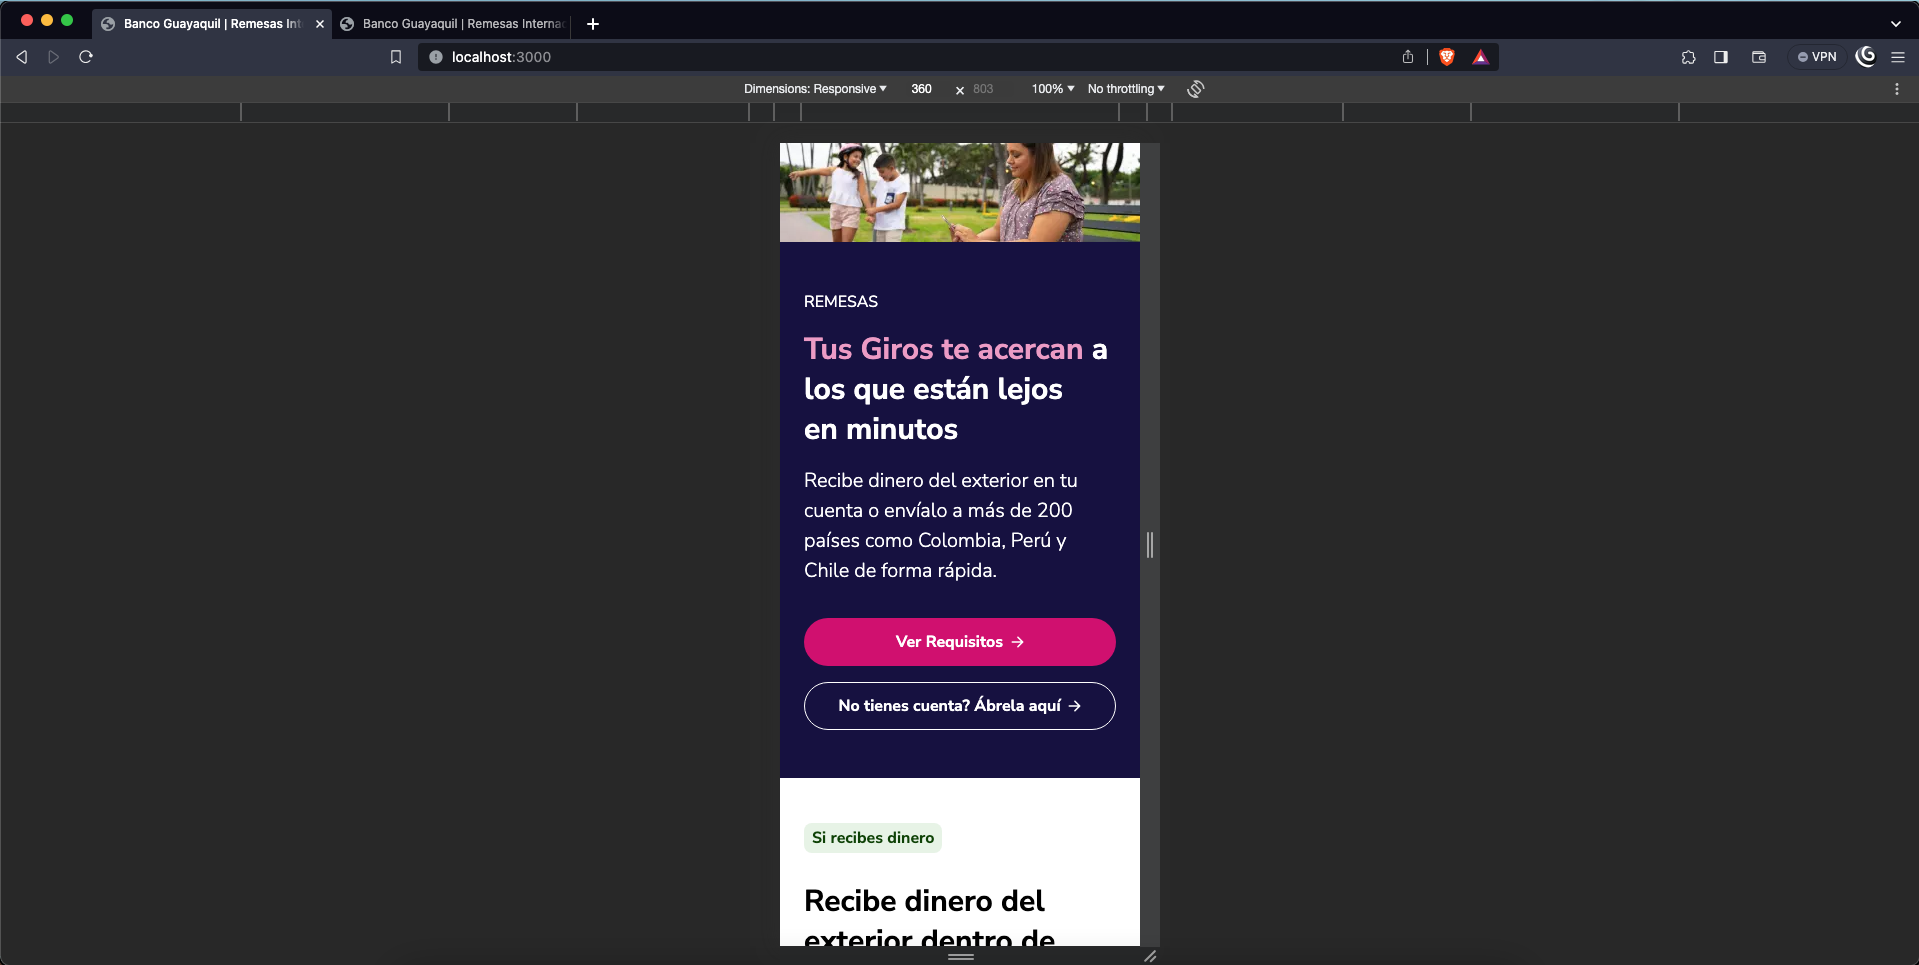 Banco Guayaquil | Remesas Int
Banco Guayaquil | Remesas Interna
localhost:3000
VPN
Dimensions: Responsive 360 x 803 100% No throttling
REMESAS
Tus Giros te acercan a
los que están lejos
en minutos
Recibe dinero del exterior en tu
cuenta o envíalo a más de 200
países como Colombia, Perú y
Chile de forma rápida.
Ver Requisitos →
No tienes cuenta? Ábrela aquí →
Si recibes dinero
Recibe dinero del
exterior dentro de